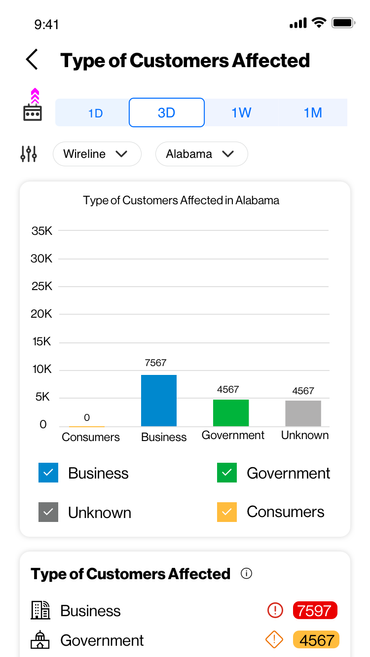 9:41
Type of Customers Affected
1D 3D 1W 1M
Wireline Alabama
Type of Customers Affected in Alabama
35K
30K
25K
20K
15K
10K
5K
0
7567
4567
4567
0
Consumers Business Government Unknown
Business Government
Unknown Consumers
Type of Customers Affected
Business 7597
Government 4567